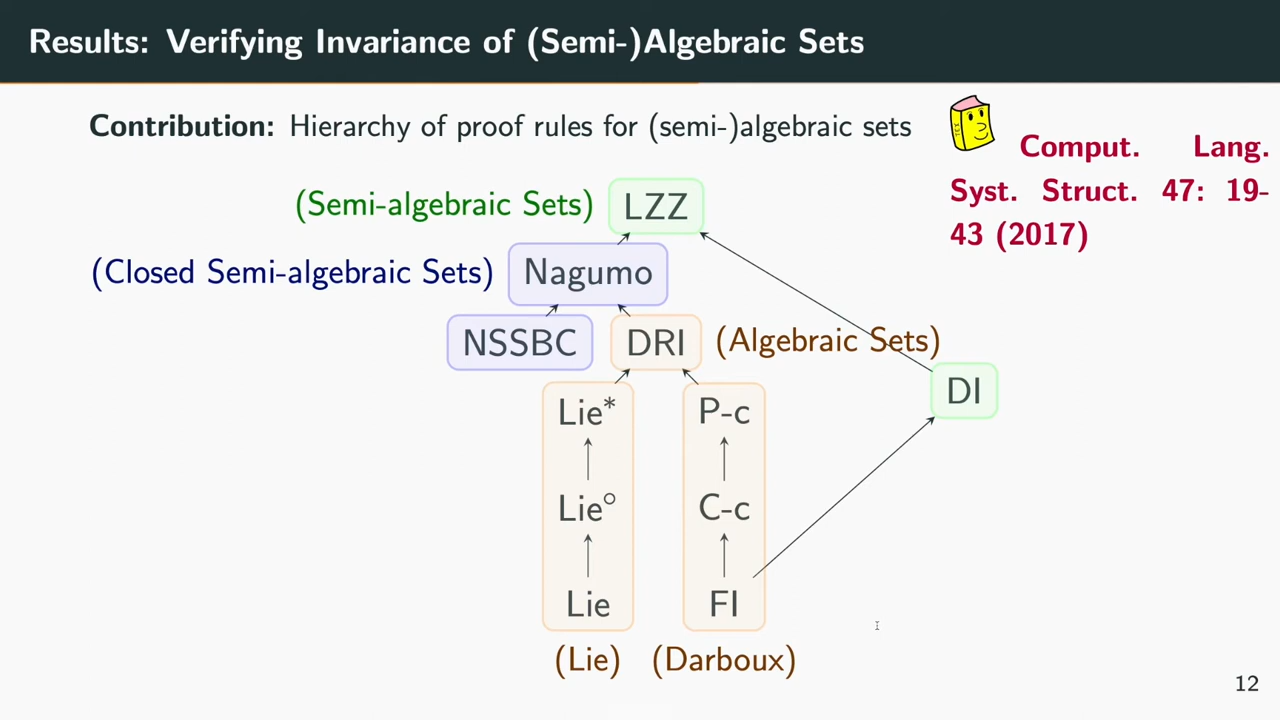 Results: Verifying Invariance of (Semi-)Algebraic Sets
Contribution: Hierarchy of proof rules for (semi-)algebraic sets
Comput. Lang.
Syst. Struct. 47: 19-
43 (2017)
(Semi-algebraic Sets) LZZ
(Closed Semi-algebraic Sets) Nagumo
NSSBC DRI (Algebraic Sets)
DI
Lie* P-c
Lie° C-c
Lie FI
(Lie) (Darboux)
12